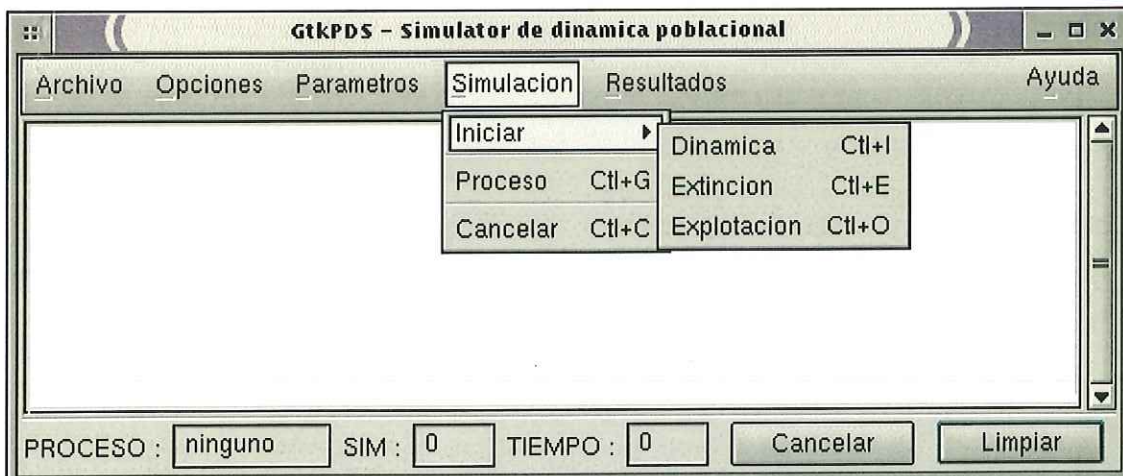 GtkPDS – Simulator de dinamica poblacional
Archivo Opciones Parametros Simulacion Resultados Ayuda
Iniciar
Proceso Ctl+G
Cancelar Ctl+C
Dinamica Ctl+I
Extincion Ctl+E
Explotacion Ctl+O
PROCESO : ninguno SIM : 0 TIEMPO : 0 Cancelar Limpiar